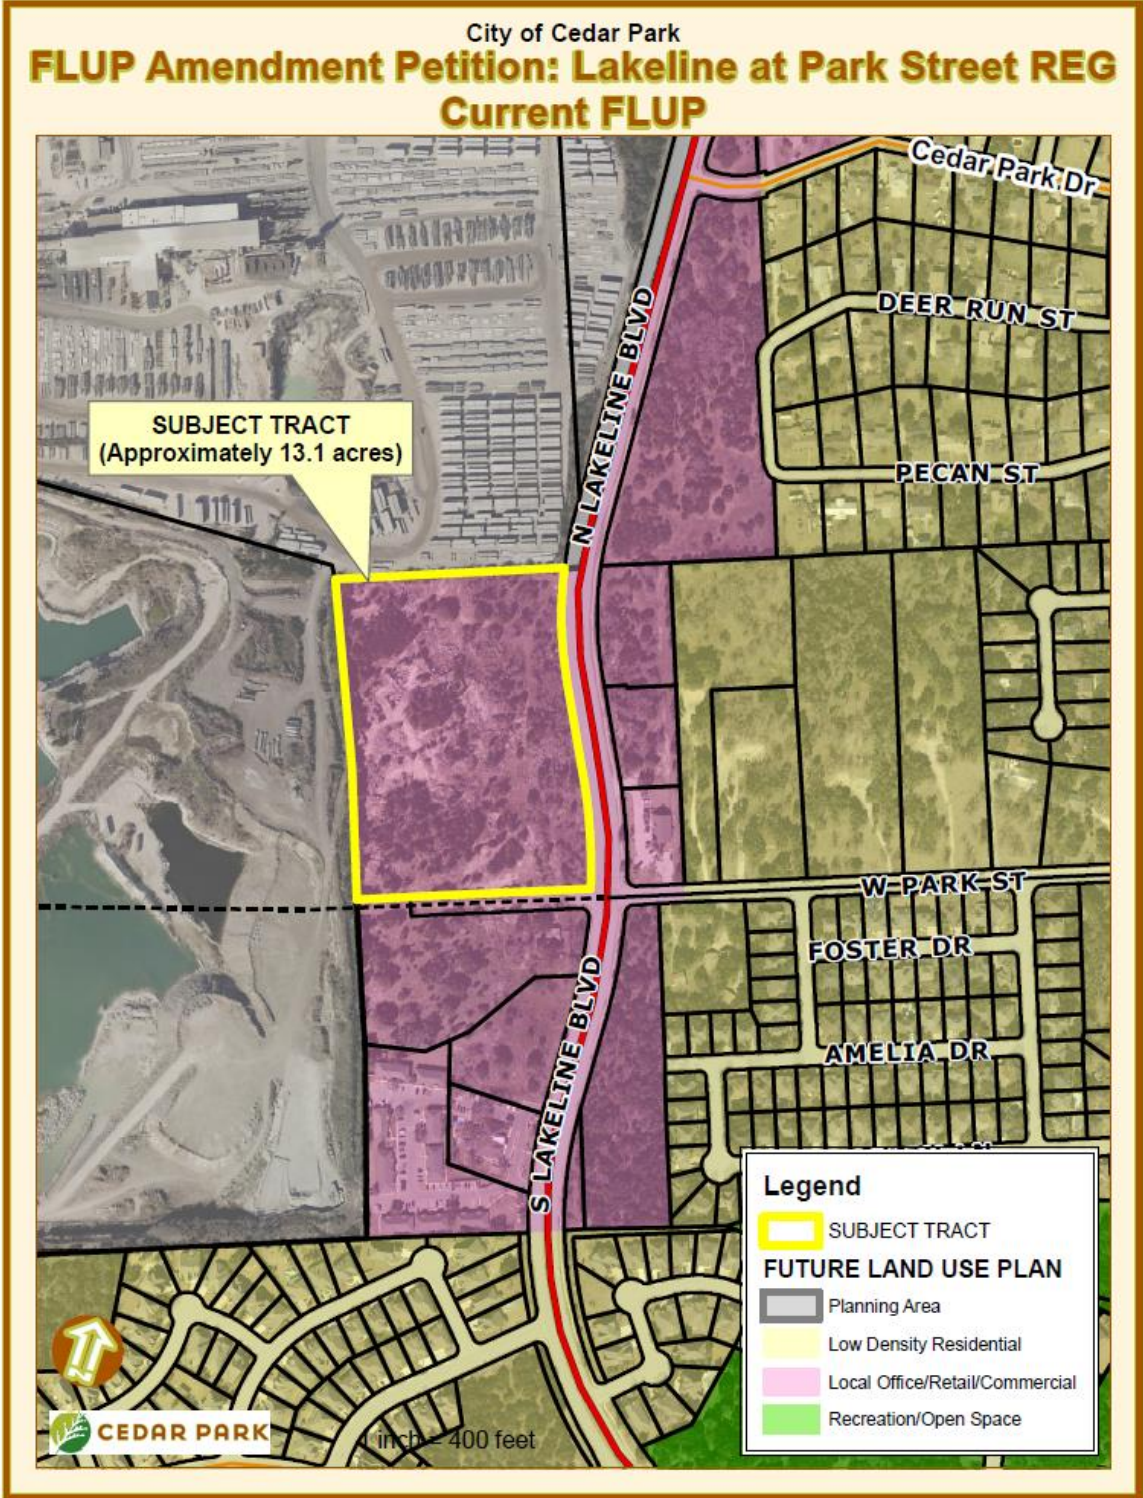 City of Cedar Park
FLUP Amendment Petition: Lakeline at Park Street REG
Current FLUP
Cedar Park Dr
DEER RUN ST
N LAKELINE BLVD
SUBJECT TRACT
(Approximately 13.1 acres)
PECAN ST
W PARK ST
FOSTER DR
S LAKELINE BLVD
AMELIA DR
Legend
SUBJECT TRACT
FUTURE LAND USE PLAN
Planning Area
Low Density Residential
Local Office/Retail/Commercial
Recreation/Open Space
CEDAR PARK
1 inch = 400 feet